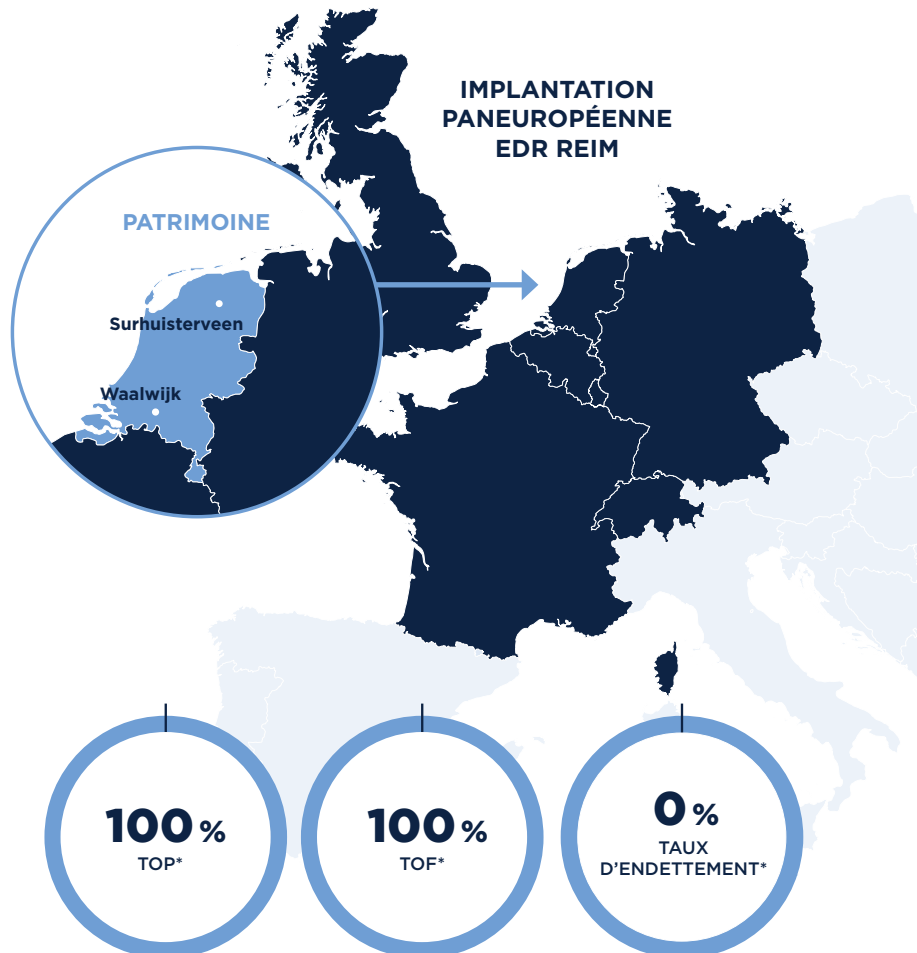 IMPLANTATION
PANEUROPÉENNE
EDR REIM
PATRIMOINE
Surhuisterveen
Waalwijk
100 %
TOP*
100 %
TOF*
0 %
TAUX
D'ENDETTEMENT*